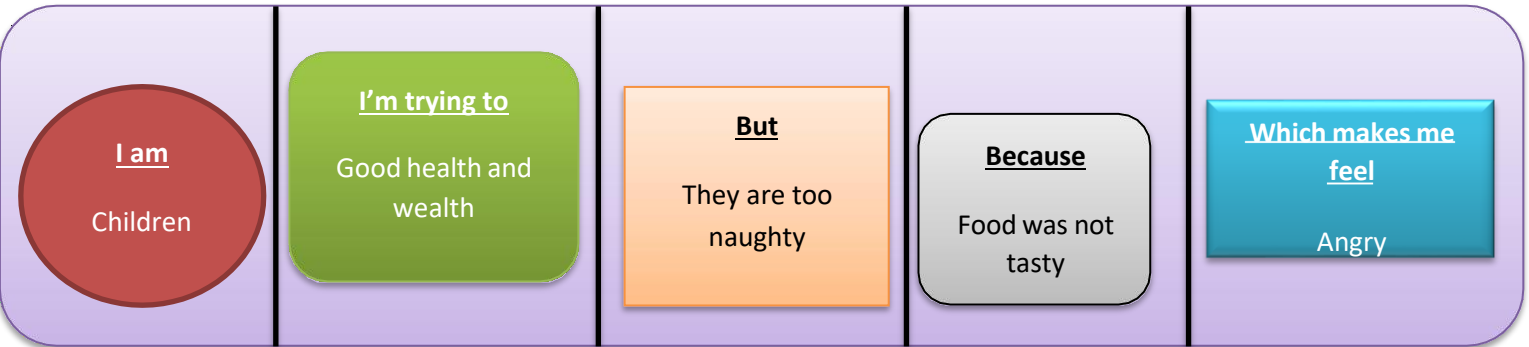 I am
Children
I’m trying to
Good health and
wealth
But
They are too
naughty
Because
Food was not
tasty
Which makes me
feel
Angry